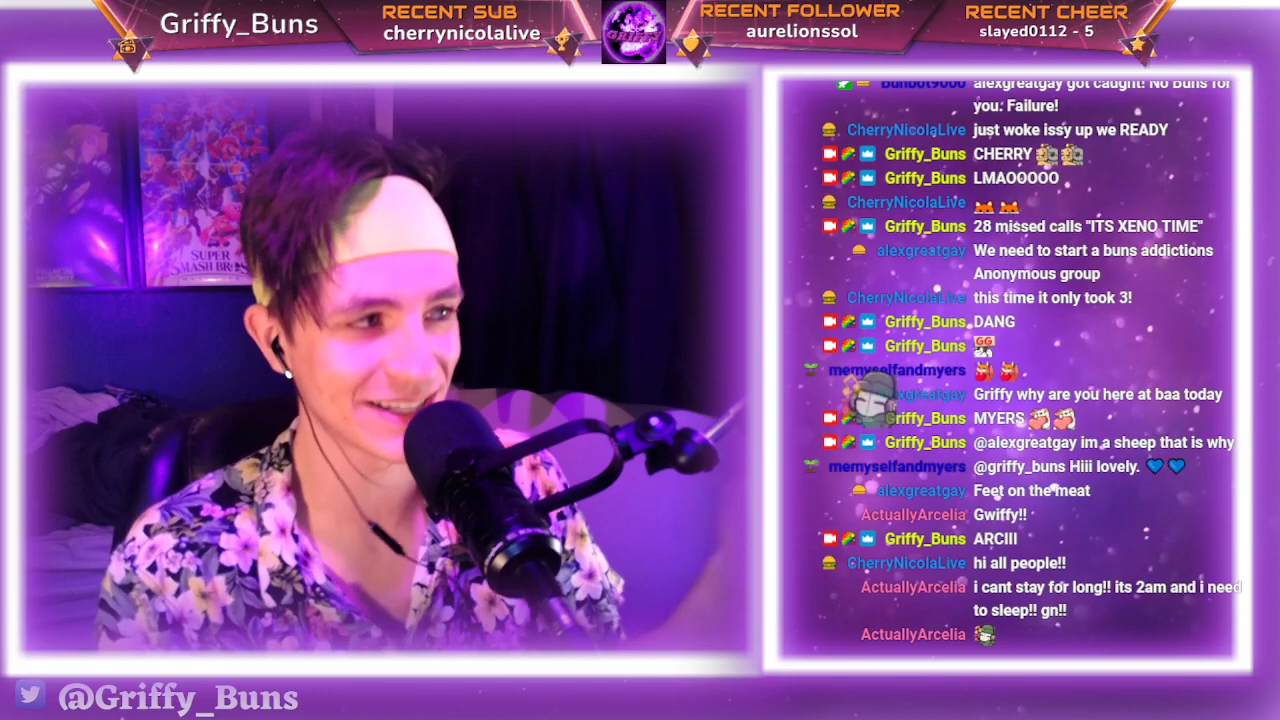 Griffy_Buns
RECENT SUB
cherrynicolalive
GRIFFY
RECENT FOLLOWER
aurelionssol
RECENT CHEER
slayed0112 - 5
SUPER
SMASH BROS
Bunbot9000 alexgreatgay got caught! No Buns for
you. Failure!
CherryNicolaLive just woke issy up we READY
Griffy_Buns CHERRY
Griffy_Buns LMAOOOOO
CherryNicolaLive
Griffy_Buns 28 missed calls "ITS XENO TIME"
alexgreatgay We need to start a buns addictions
Anonymous group
CherryNicolaLive this time it only took 3!
Griffy_Buns DANG
Griffy_Buns GG
memyselfandmyers
xgreatgay Griff why are you here at baa today
Griffy_Buns MYERS
Griffy_Buns @alexgreatgay im a sheep that is why
memyselfandmyers @griffy_buns Hiii lovely.
alexgreatgay Feet on the meat
ActuallyArcelia Gwiffy!!
Griffy_Buns ARCIII
CherryNicolaLive hi all people!!
ActuallyArcelia i cant stay for long!! its 2am and i need
to sleep!! gn!!
ActuallyArcelia
@Griffy_Buns